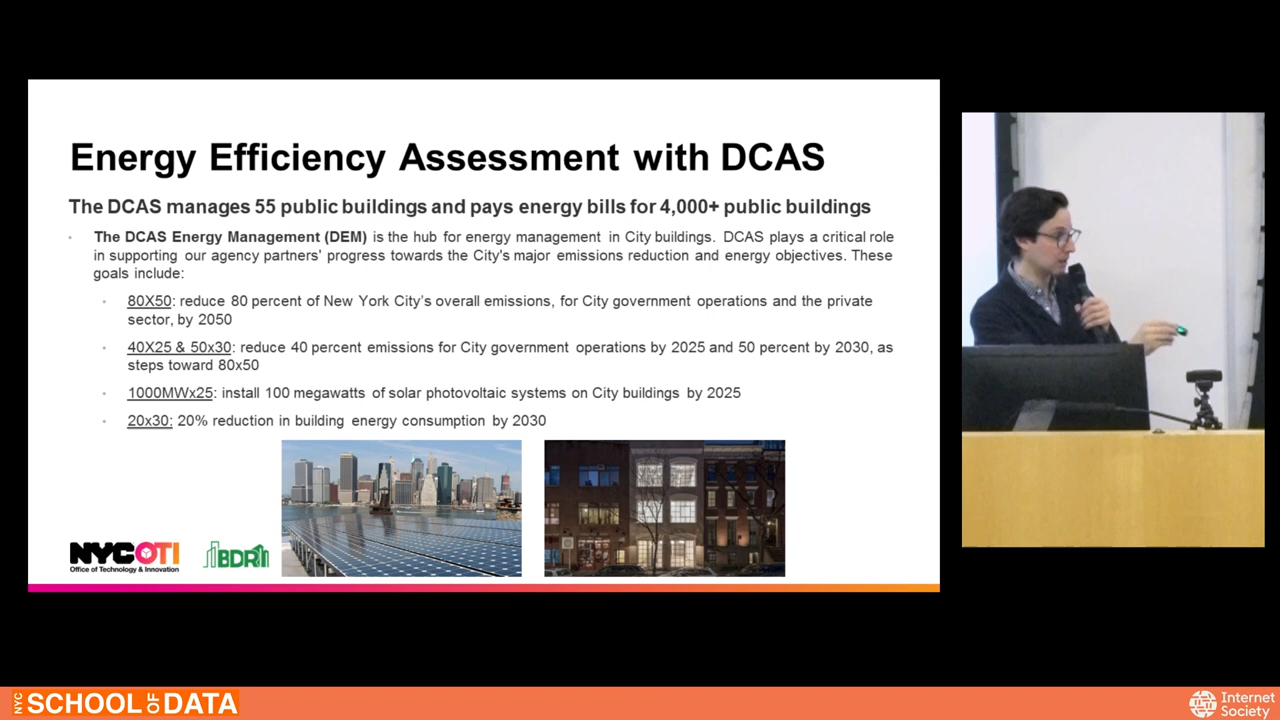 Energy Efficiency Assessment with DCAS
The DCAS manages 55 public buildings and pays energy bills for 4,000+ public buildings
The DCAS Energy Management (DEM) is the hub for energy management in City buildings. DCAS plays a critical role
in supporting our agency partners' progress towards the City's major emissions reduction and energy objectives. These
goals include:
80X50: reduce 80 percent of New York City's overall emissions, for City government operations and the private
sector, by 2050
40X25 & 50x30: reduce 40 percent emissions for City government operations by 2025 and 50 percent by 2030, as
steps toward 80x50
1000MWx25: install 100 megawatts of solar photovoltaic systems on City buildings by 2025
20x30: 20% reduction in building energy consumption by 2030
NYCOTI
Office of Technology & Innovation
BDR
NYC SCHOOL OF DATA
Internet
Society